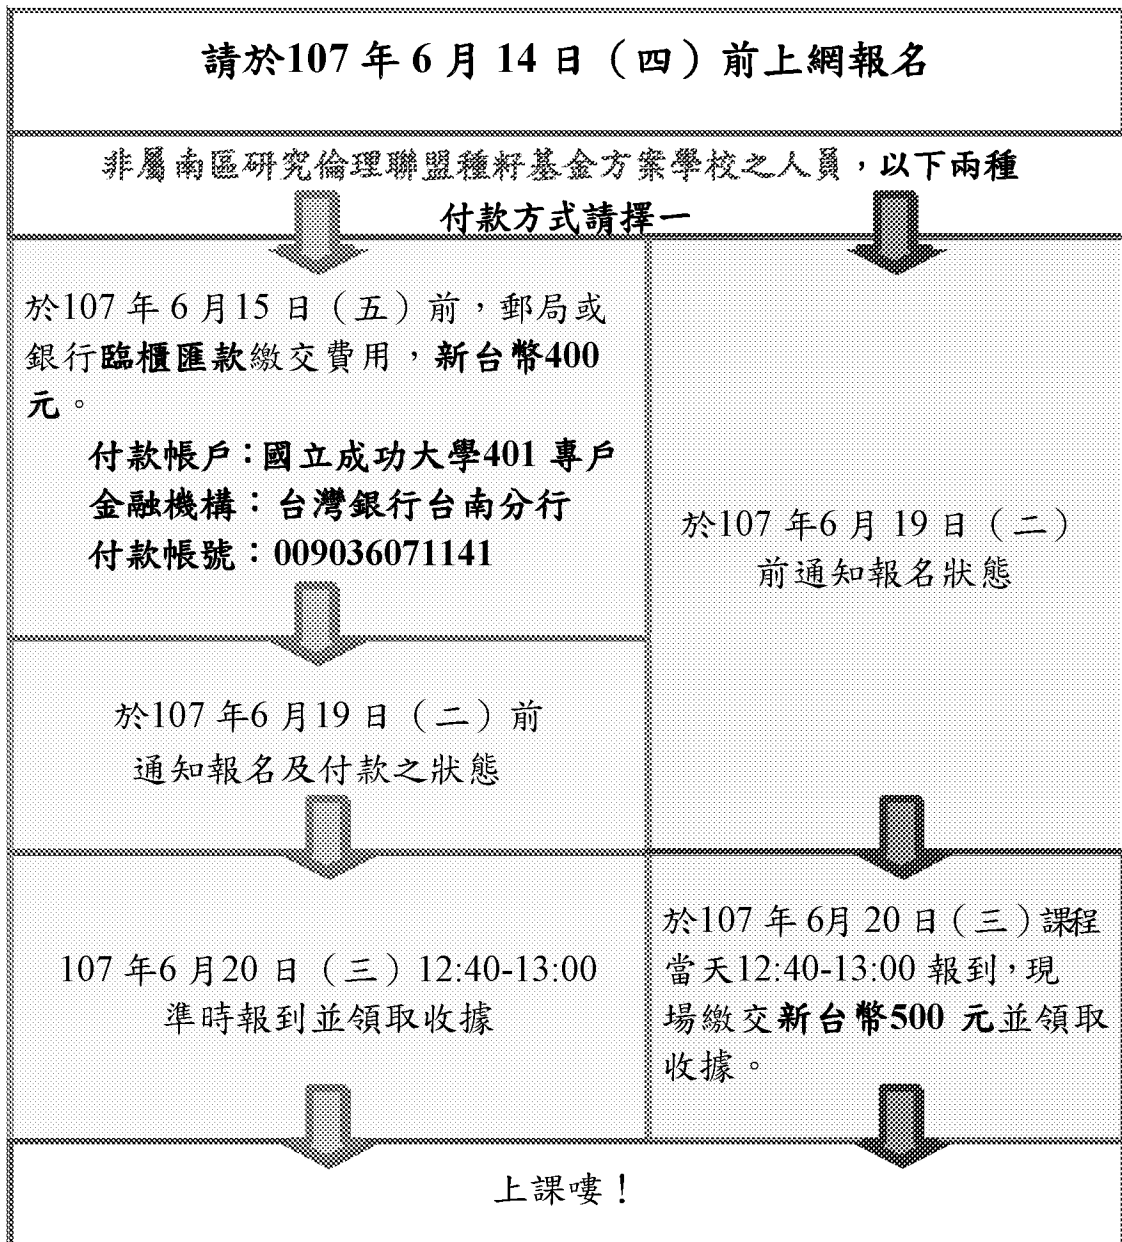 請於107 年 6 月 14 日（四）前上網報名
非屬南區研究倫理聯盟種籽基金方案學校之人員，以下兩種
付款方式請擇一
於107 年 6 月15 日（五）前，郵局或
銀行臨櫃匯款繳交費用，新台幣400
元。
付款帳戶：國立成功大學401 專戶
金融機構：台灣銀行台南分行
付款帳號：009036071141
於107 年6 月19 日（二）前
通知報名及付款之狀態
107 年6 月20 日（三）12:40-13:00
準時報到並領取收據
於107 年6 月 19 日（二）
前通知報名狀態
於107 年 6月 20 日（三）課程
當天12:40-13:00 報到，現
場繳交新台幣500 元並領取
收據。
上課嘍！